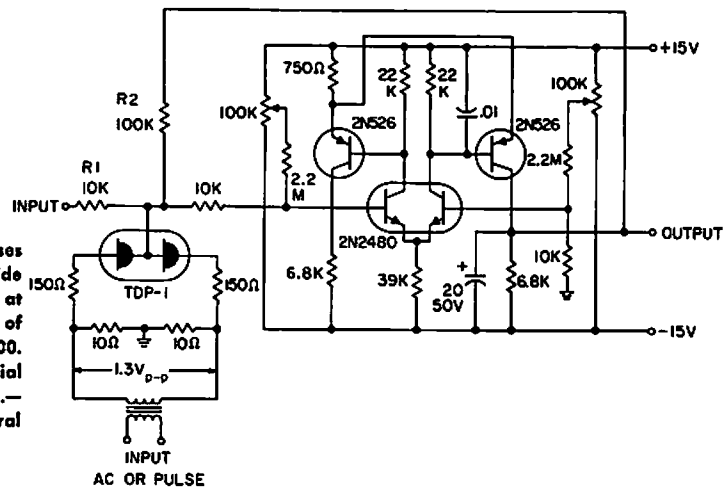 +15V
750Ω
22
K
22
K
100K
.01
100K
R2
100K
2N526
2N526
2.2M
R1
10K
10K
2.2
M
INPUT
2N2480
OUTPUT
150Ω
TDP-1
150Ω
6.8K
39K
+
20
50V
6.8K
10K
10Ω
10Ω
-15V
1.3Vp-p
INPUT
AC OR PULSE
ses
ide
at
of
00.
cial
.—
ral